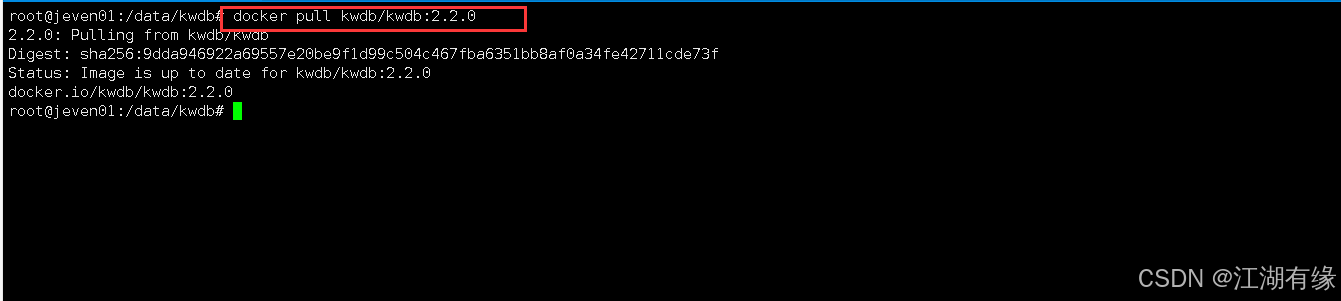 root@jeven01:/data/kwdb# docker pull kwdb/kwdb:2.2.0
2.2.0: Pulling from kwdb/kwdb
Digest: sha256:9dda946922a69557e20be9f1d99c504c467fba6351bb8af0a34fe42711cde73f
Status: Image is up to date for kwdb/kwdb:2.2.0
docker.io/kwdb/kwdb:2.2.0
root@jeven01:/data/kwdb#
CSDN @江湖有缘